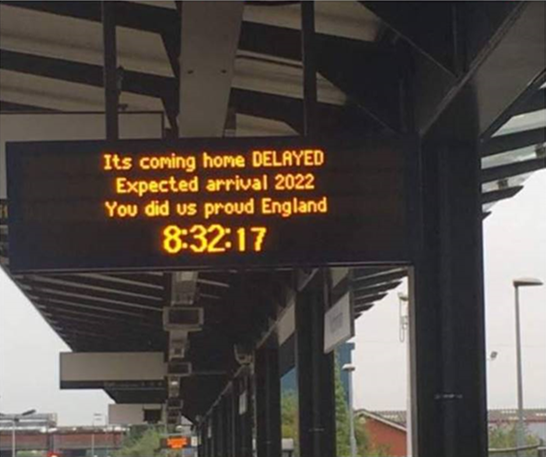 Its coming home DELAYED
Expected arrival 2022
You did us proud England
8:32:17